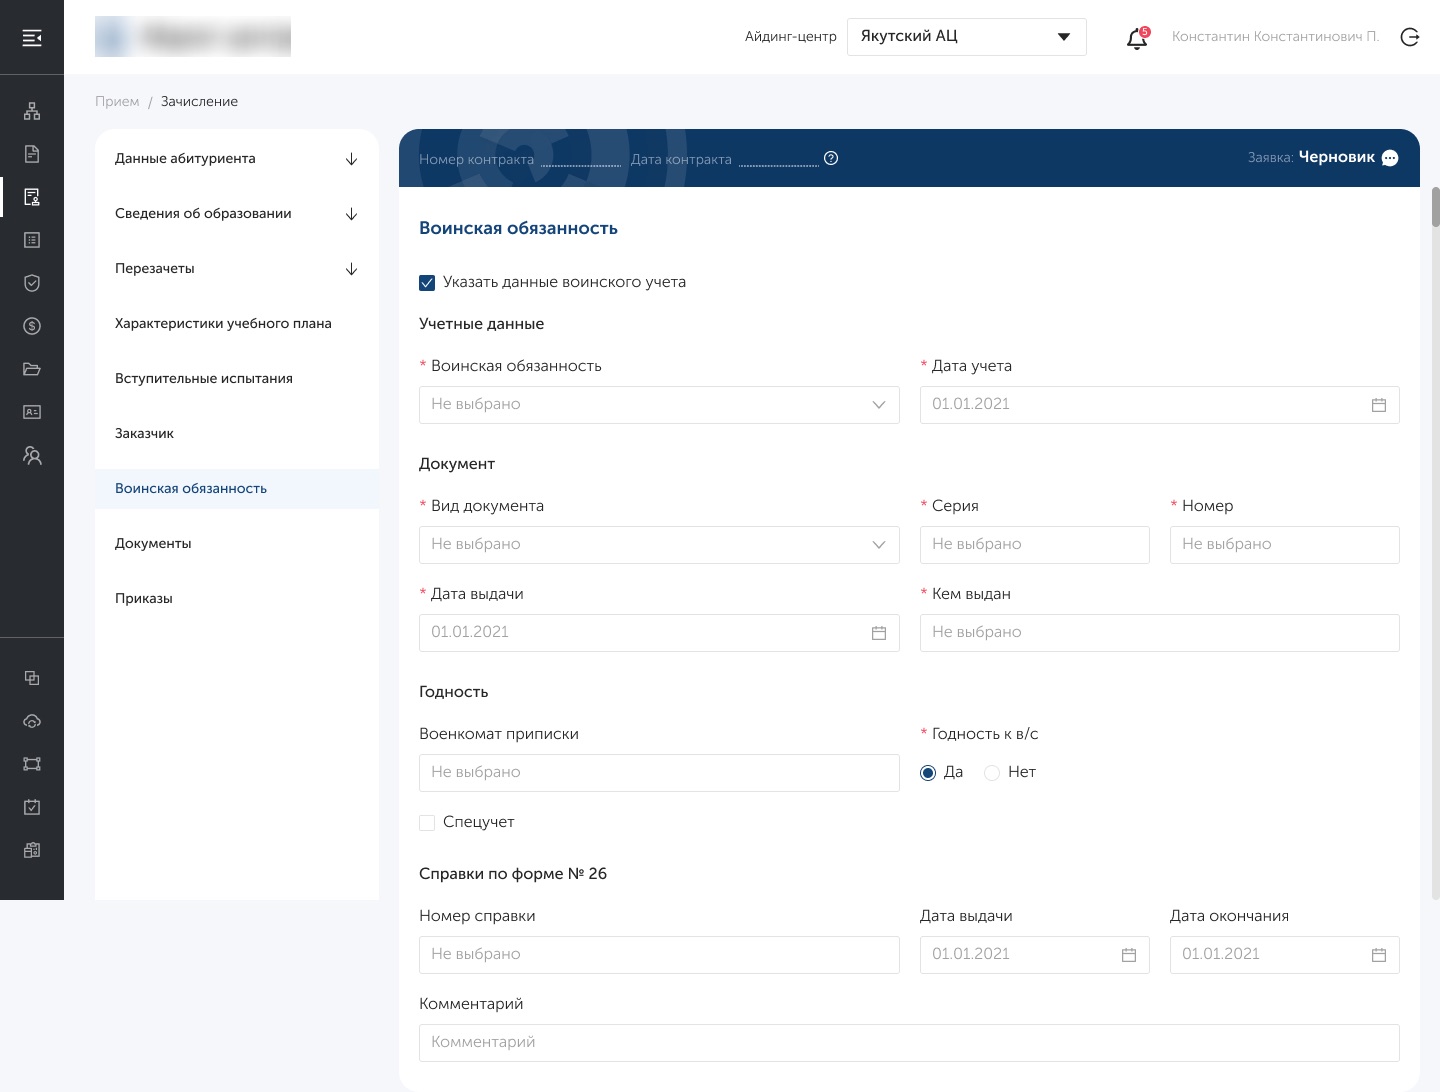 Айдинг-центр
Якутский АЦ
5
Константин Константинович П.
Прием / Зачисление
Данные абитуриента
Сведения об образовании
Перезачеты
Характеристики учебного плана
Вступительные испытания
Заказчик
Воинская обязанность
Документы
Приказы
Номер контракта
Дата контракта
Заявка: Черновик
Воинская обязанность
Указать данные воинского учета
Учетные данные
* Воинская обязанность
* Дата учета
Не выбрано
01.01.2021
Документ
* Вид документа
* Серия
* Номер
Не выбрано
Не выбрано
Не выбрано
* Дата выдачи
* Кем выдан
01.01.2021
Не выбрано
Годность
Военкомат приписки
* Годность к в/с
Не выбрано
Да
Нет
Спецучет
Справки по форме № 26
Номер справки
Дата выдачи
Дата окончания
Не выбрано
01.01.2021
01.01.2021
Комментарий
Комментарий